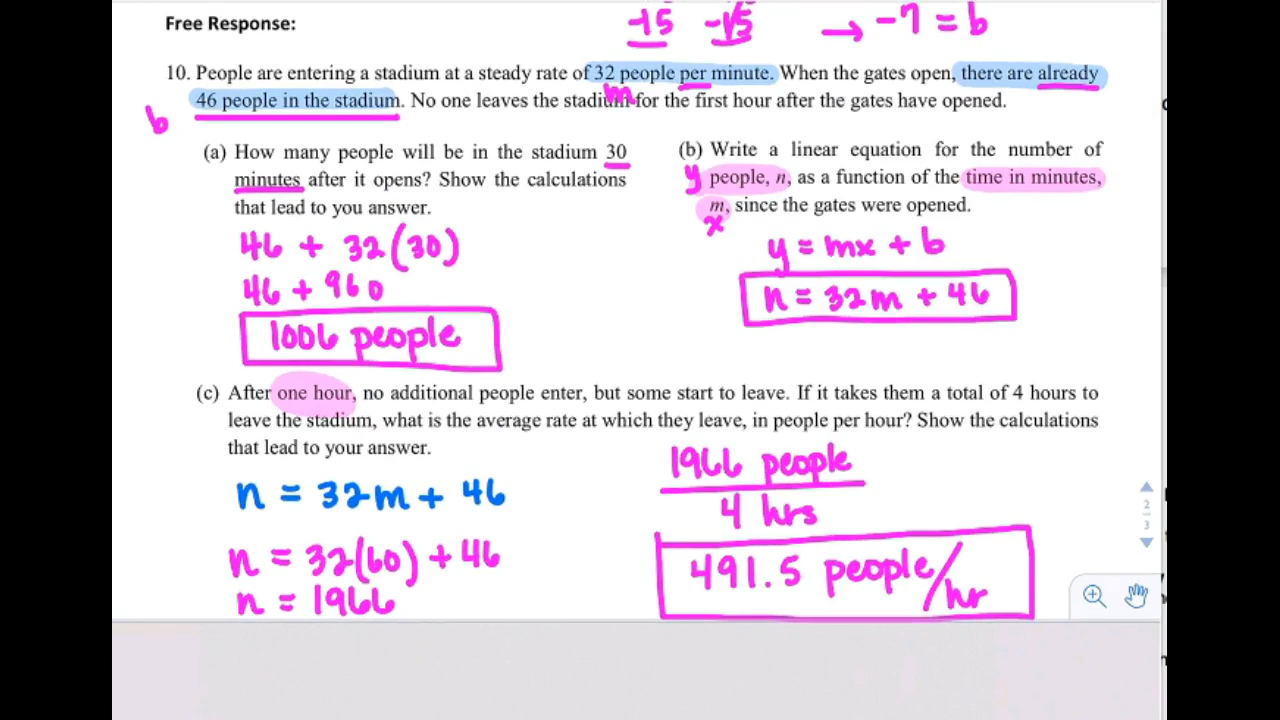 Free Response:
-15 -15 → -7 = b
10. People are entering a stadium at a steady rate of 32 people per minute. When the gates open, there are already
46 people in the stadium. No one leaves the stadium for the first hour after the gates have opened.
m
b
(a) How many people will be in the stadium 30
minutes after it opens? Show the calculations
that lead to you answer.
46 + 32(30)
46 + 960
1006 people
(b) Write a linear equation for the number of
y people, n, as a function of the time in minutes,
m, since the gates were opened.
x
y = mx + b
n = 32m + 46
(c) After one hour, no additional people enter, but some start to leave. If it takes them a total of 4 hours to
leave the stadium, what is the average rate at which they leave, in people per hour? Show the calculations
that lead to your answer.
n = 32m + 46
n = 32(60) + 46
n = 1966
1966 people
4 hrs
491.5 people/hr
2
3